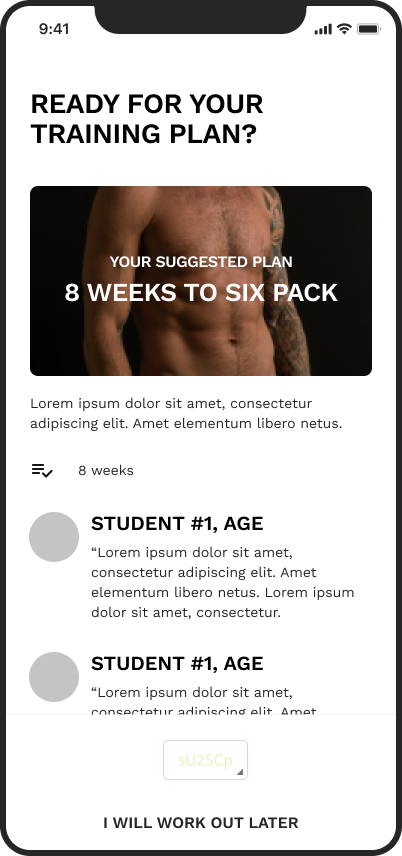 9:41
READY FOR YOUR
TRAINING PLAN?
YOUR SUGGESTED PLAN
8 WEEKS TO SIX PACK
Lorem ipsum dolor sit amet, consectetur
adipiscing elit. Amet elementum libero netus.
8 weeks
STUDENT #1, AGE
“Lorem ipsum dolor sit amet,
consectetur adipiscing elit. Amet
elementum libero netus. Lorem ipsum
dolor sit amet, consectetur.
STUDENT #1, AGE
“Lorem ipsum dolor sit amet,
consectetur adipiscing elit. Amet
sU2SCp
I WILL WORK OUT LATER